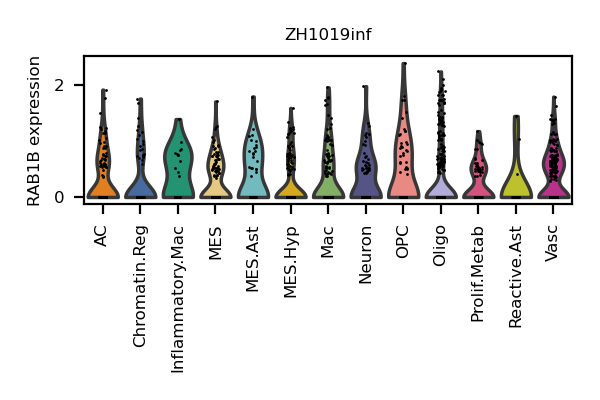 ZH1019inf
RAB1B expression
2
0
AC
Chromatin.Reg
Inflammatory.Mac
MES
MES.Ast
MES.Hyp
Mac
Neuron
OPC
Oligo
Prolif.Metab
Reactive.Ast
Vasc